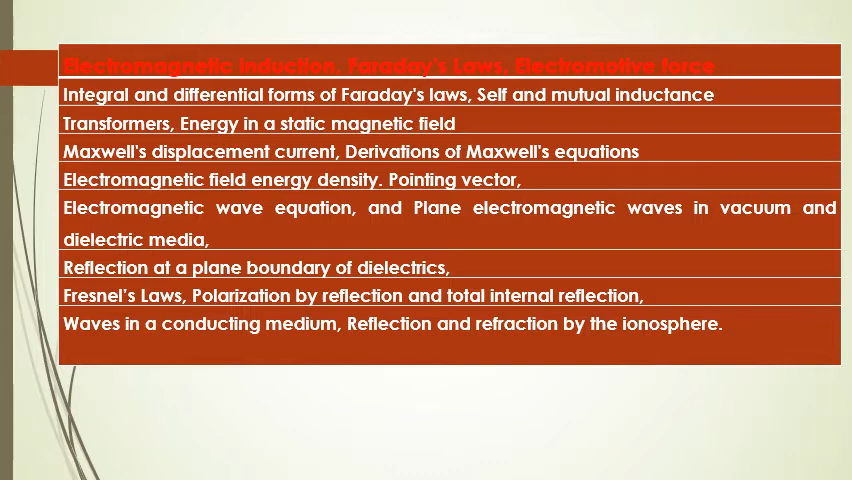 Electromagnetic induction, Faraday's Laws, Electromotive force
Integral and differential forms of Faraday's laws, Self and mutual inductance
Transformers, Energy in a static magnetic field
Maxwell's displacement current, Derivations of Maxwell's equations
Electromagnetic field energy density. Pointing vector,
Electromagnetic wave equation, and Plane electromagnetic waves in vacuum and
dielectric media,
Reflection at a plane boundary of dielectrics,
Fresnel's Laws, Polarization by reflection and total internal reflection,
Waves in a conducting medium, Reflection and refraction by the ionosphere.